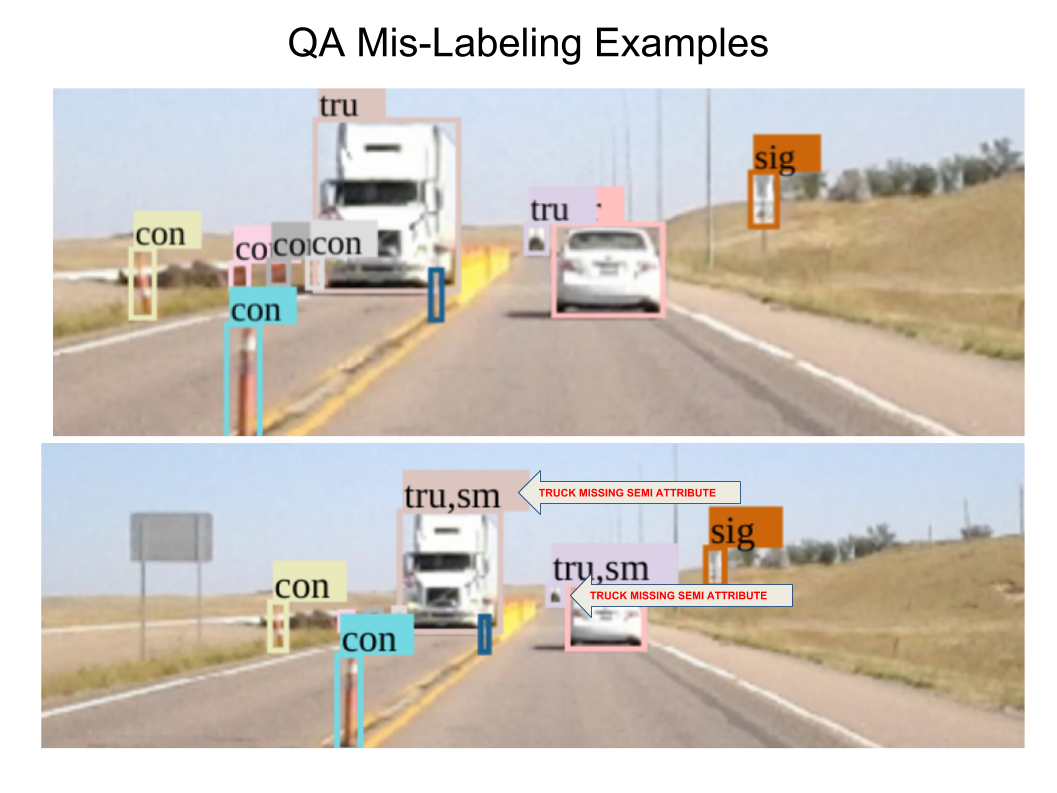 QA Mis-Labeling Examples
tru
sig
tru
con
co
co
con
con
tru,sm
TRUCK MISSING SEMI ATTRIBUTE
sig
tru,sm
con
TRUCK MISSING SEMI ATTRIBUTE
con